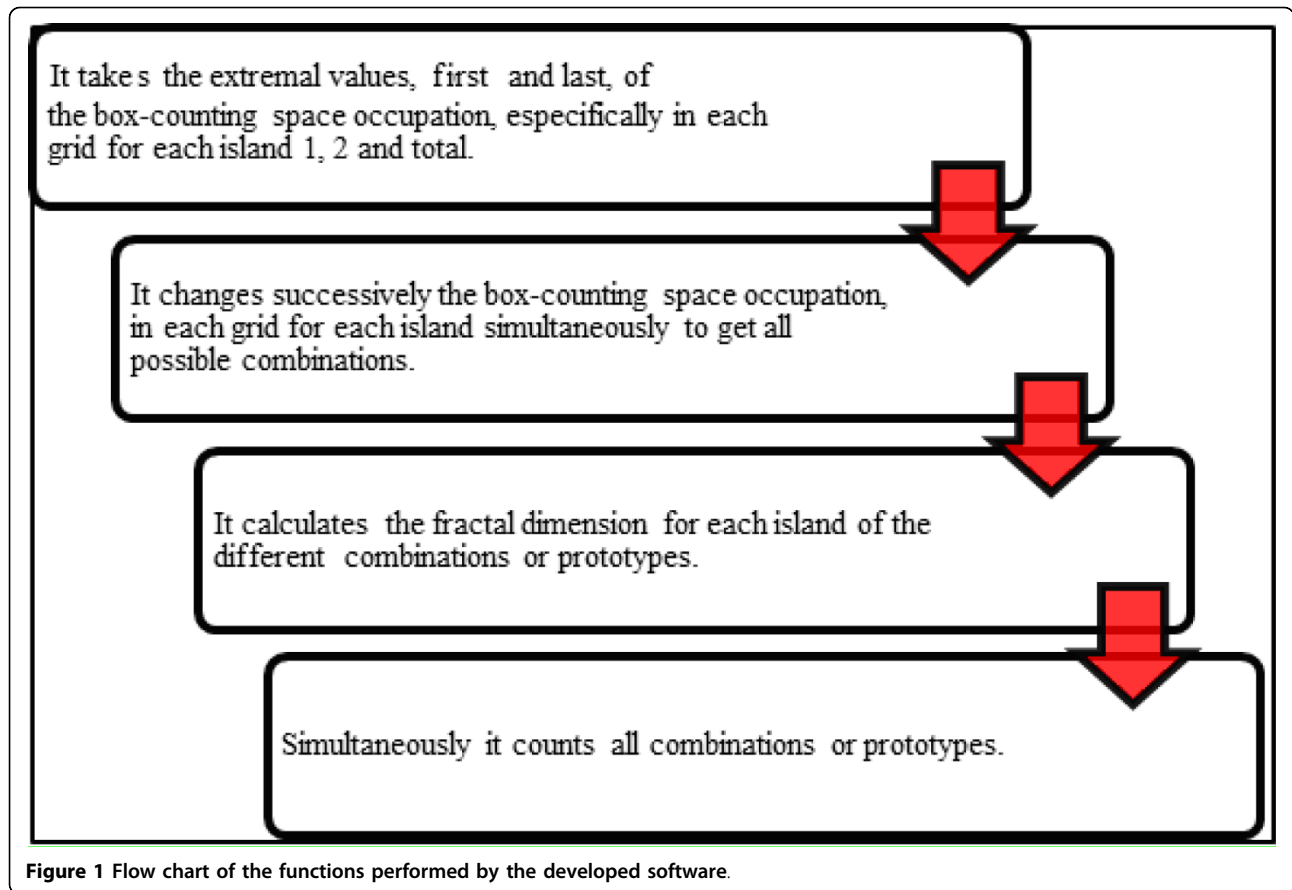 It takes the extremal values, first and last, of
the box-counting space occupation, especifically in each
grid for each island 1, 2 and total.
It changes successively the box-counting space occupation,
in each grid for each island simultaneously to get all
possible combinations.
It calculates the fractal dimension for each island of the
different combinations or prototypes.
Simultaneously it counts all combinations or prototypes.
Figure 1 Flow chart of the functions performed by the developed software.